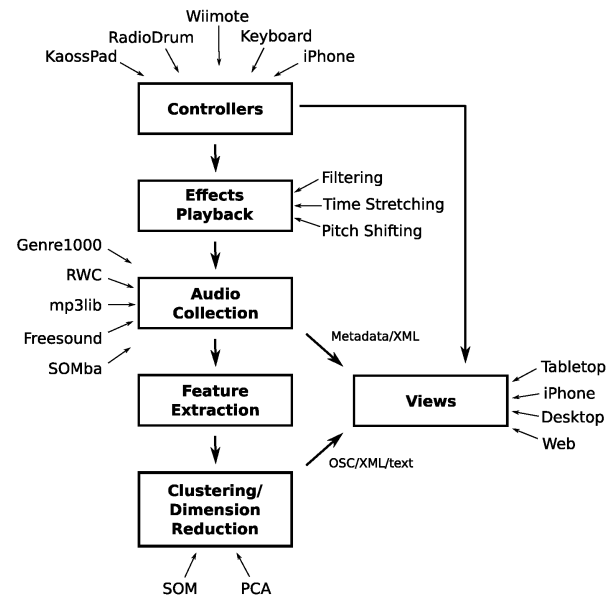 Wiimote
RadioDrum
Keyboard
KaossPad
iPhone
Controllers
Effects
Playback
Filtering
Time Stretching
Pitch Shifting
Genre1000
RWC
mp3lib
Freesound
SOMba
Audio
Collection
Metadata/XML
Feature
Extraction
Views
Tabletop
iPhone
Desktop
Web
OSC/XML/text
Clustering/
Dimension
Reduction
SOM
PCA